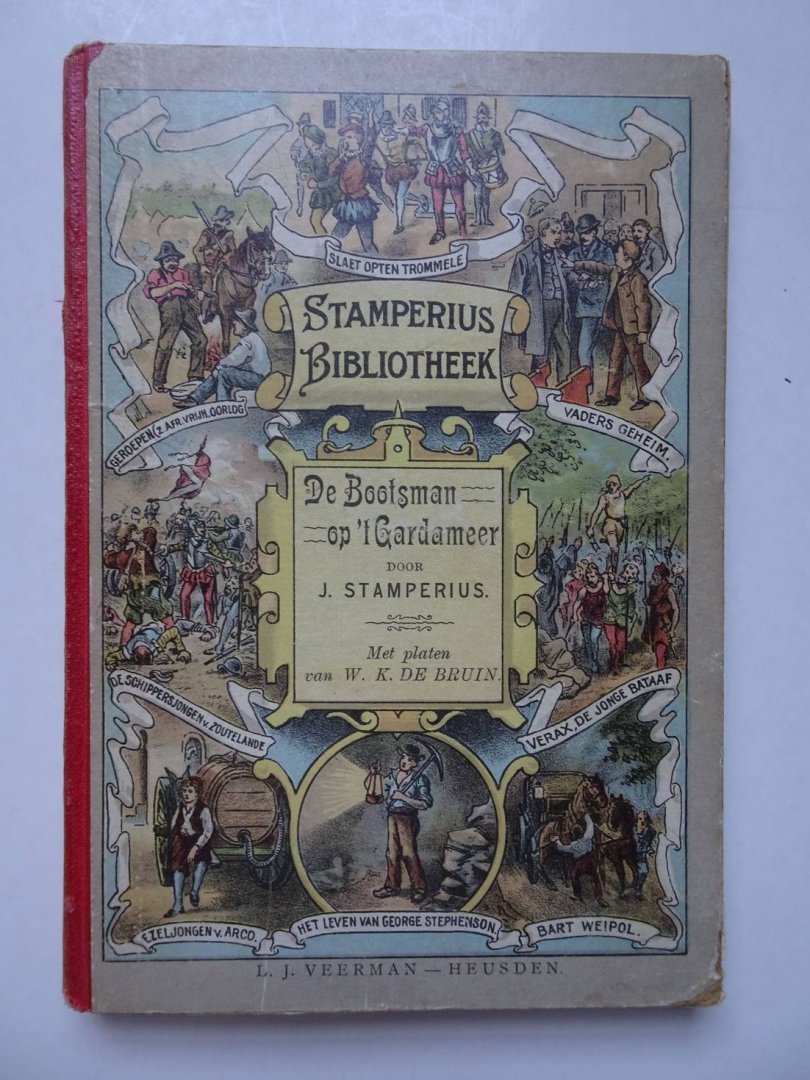 SLAET OPTEN TROMMELE
STAMPERIUS
BIBLIOTHEEK
GEROEPEN (Z. AFR. VRIJH. OORLOG)
VADERS GEHEIM.
De Bootsman
op 't Gardameer
DOOR
J. STAMPERIUS.
Met platen
van W. K. DE BRUIN.
DE SCHIPPERSJONGEN v. ZOUTELANDE
VERAX, DE JONGE BATAAF
EZELJONGEN v. ARCO.
HET LEVEN VAN GEORGE STEPHENSON.
BART WEIPOL.
L. J. VEERMAN — HEUSDEN.